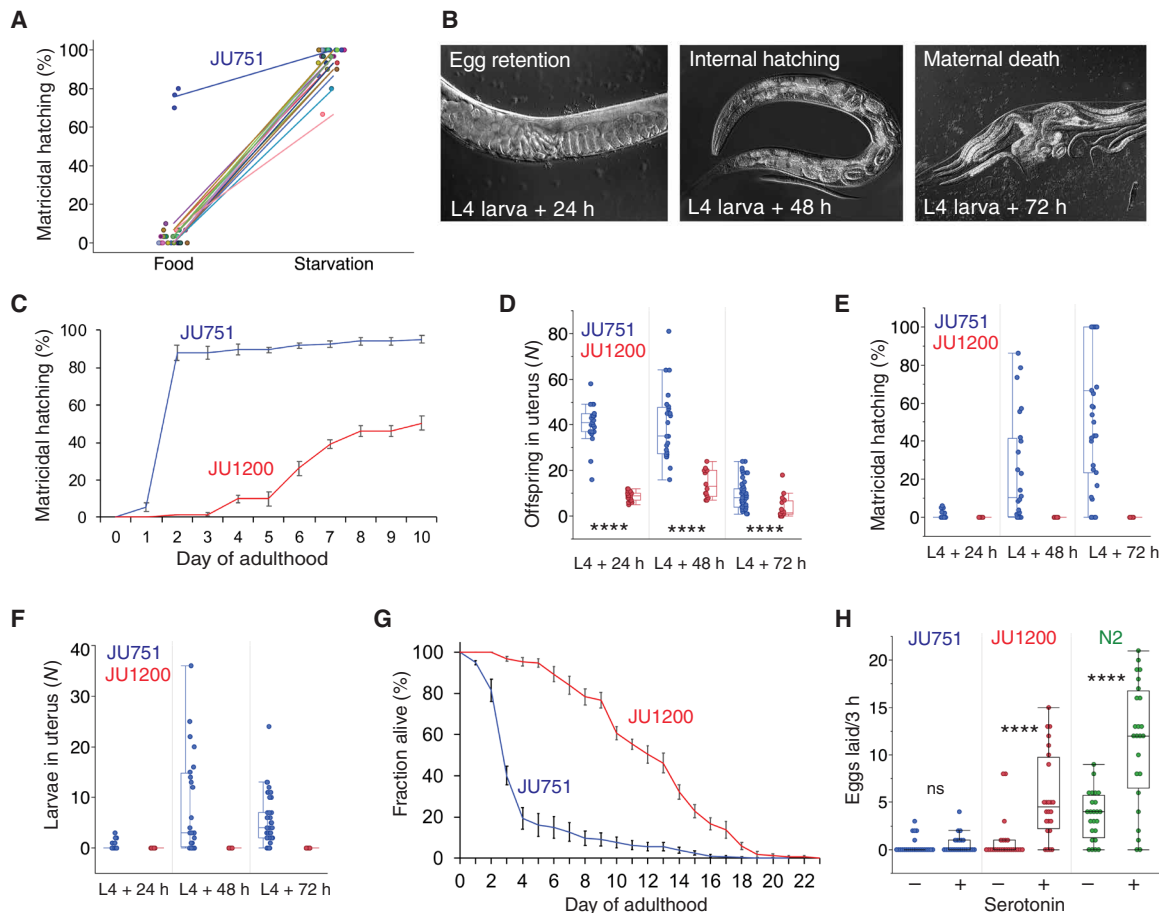 A
Matricidal hatching (%)
100
80
60
40
20
0
JU751
Food
Starvation
B
Egg retention
L4 larva + 24 h
Internal hatching
L4 larva + 48 h
Maternal death
L4 larva + 72 h
C
Matricidal hatching (%)
100
80
60
40
20
0
JU751
JU1200
0 1 2 3 4 5 6 7 8 9 10
Day of adulthood
D
Offspring in uterus (N)
80
60
40
20
0
JU751
JU1200
**** **** ****
L4 + 24 h L4 + 48 h L4 + 72 h
E
Matricidal hatching (%)
100
80
60
40
20
0
JU751
JU1200
L4 + 24 h L4 + 48 h L4 + 72 h
F
Larvae in uterus (N)
40
30
20
10
0
JU751
JU1200
L4 + 24 h L4 + 48 h L4 + 72 h
G
Fraction alive (%)
100
80
60
40
20
0
JU1200
JU751
0 2 4 6 8 10 12 14 16 18 20 22
Day of adulthood
H
JU751 JU1200 N2
Eggs laid/3 h
20
15
10
5
0
ns
****
****
− + − + − +
Serotonin